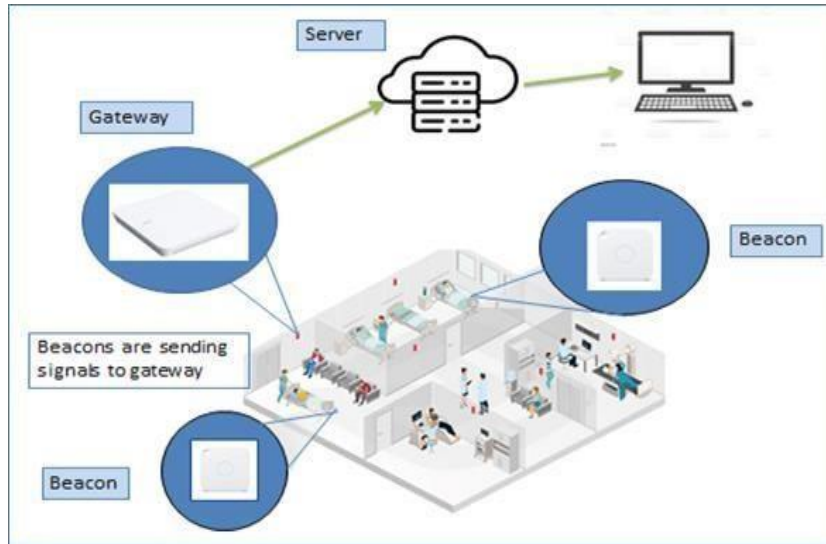 Server
Gateway
Beacon
Beacons are sending
signals to gateway
Beacon